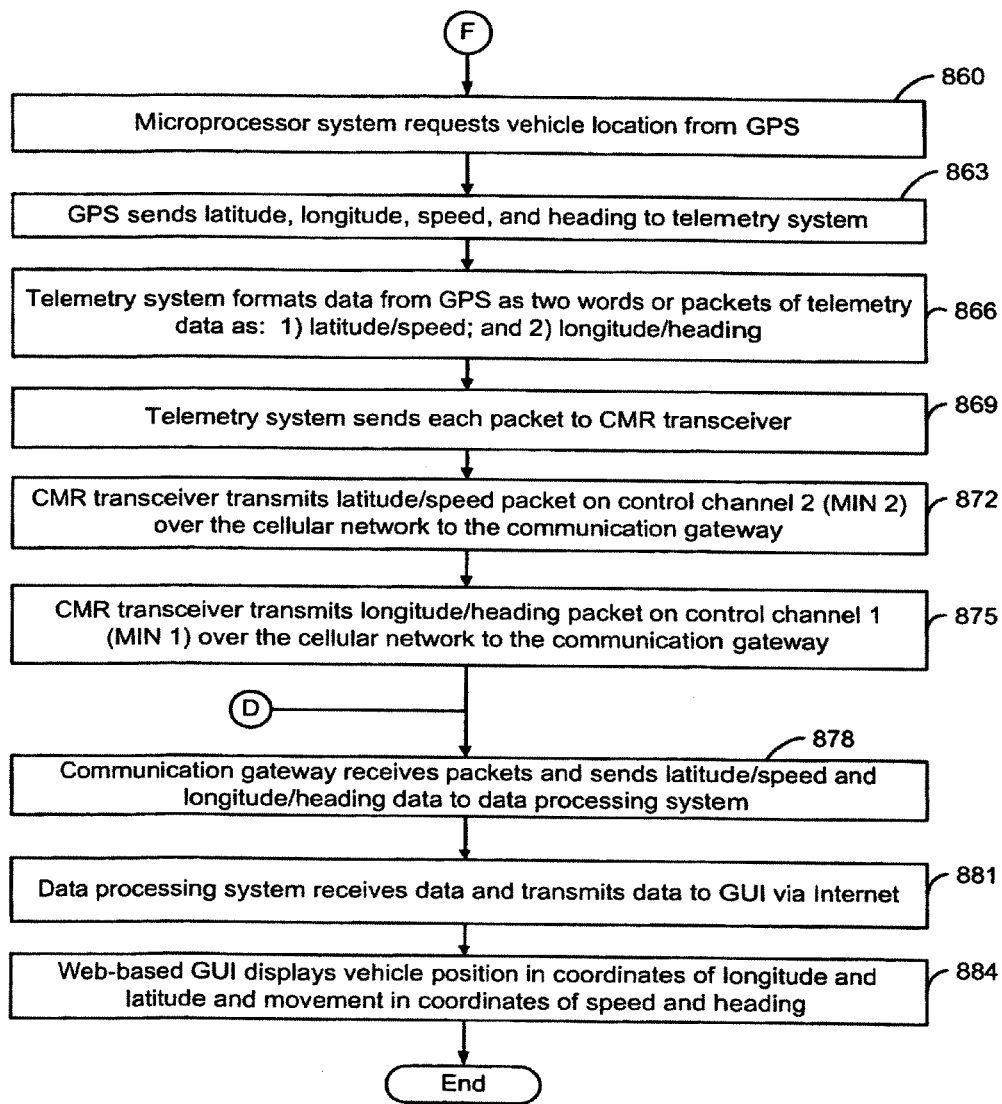 F
860
Microprocessor system requests vehicle location from GPS
863
GPS sends latitude, longitude, speed, and heading to telemetry system
Telemetry system formats data from GPS as two words or packets of telemetry
data as: 1) latitude/speed; and 2) longitude/heading
866
Telemetry system sends each packet to CMR transceiver
869
CMR transceiver transmits latitude/speed packet on control channel 2 (MIN 2)
over the cellular network to the communication gateway
872
CMR transceiver transmits longitude/heading packet on control channel 1
(MIN 1) over the cellular network to the communication gateway
875
D
878
Communication gateway receives packets and sends latitude/speed and
longitude/heading data to data processing system
Data processing system receives data and transmits data to GUI via Internet
881
Web-based GUI displays vehicle position in coordinates of longitude and
latitude and movement in coordinates of speed and heading
884
End